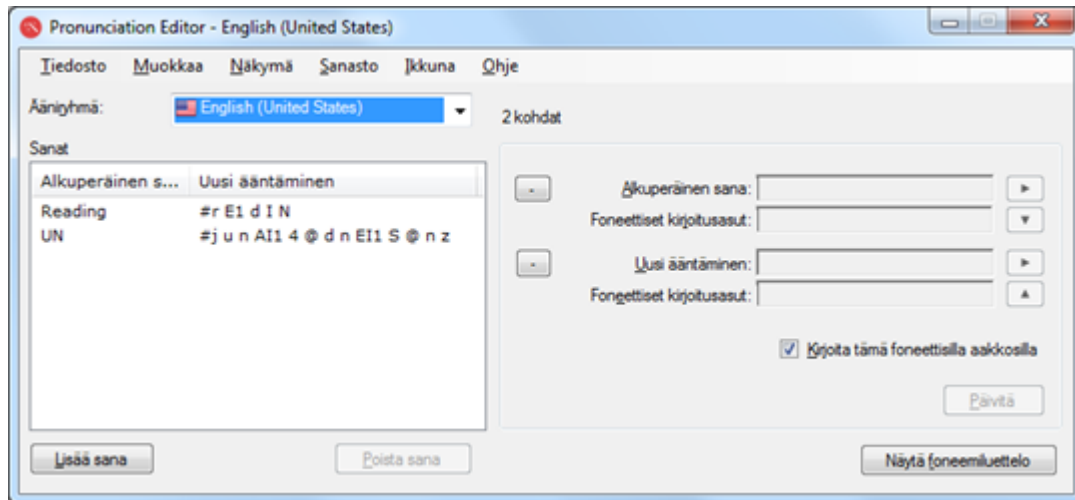 Pronunciation Editor - English (United States)
Tiedosto Muokkaa Näkymä Sanasto Ikkuna Ohje
Ääniryhmä: English (United States)
2 kohdat
Sanat
Alkuperäinen s... Uusi ääntäminen
Reading #r E1 d I N
UN #j u n AI1 4 @ d n EI1 S @ n z
- Alkuperäinen sana:
Foneettiset kirjoitusasut:
- Uusi ääntäminen:
Foneettiset kirjoitusasut:
Kirjoita tämä foneettisilla aakkosilla
Päivitä
Lisää sana Poista sana Näytä foneemiluettelo